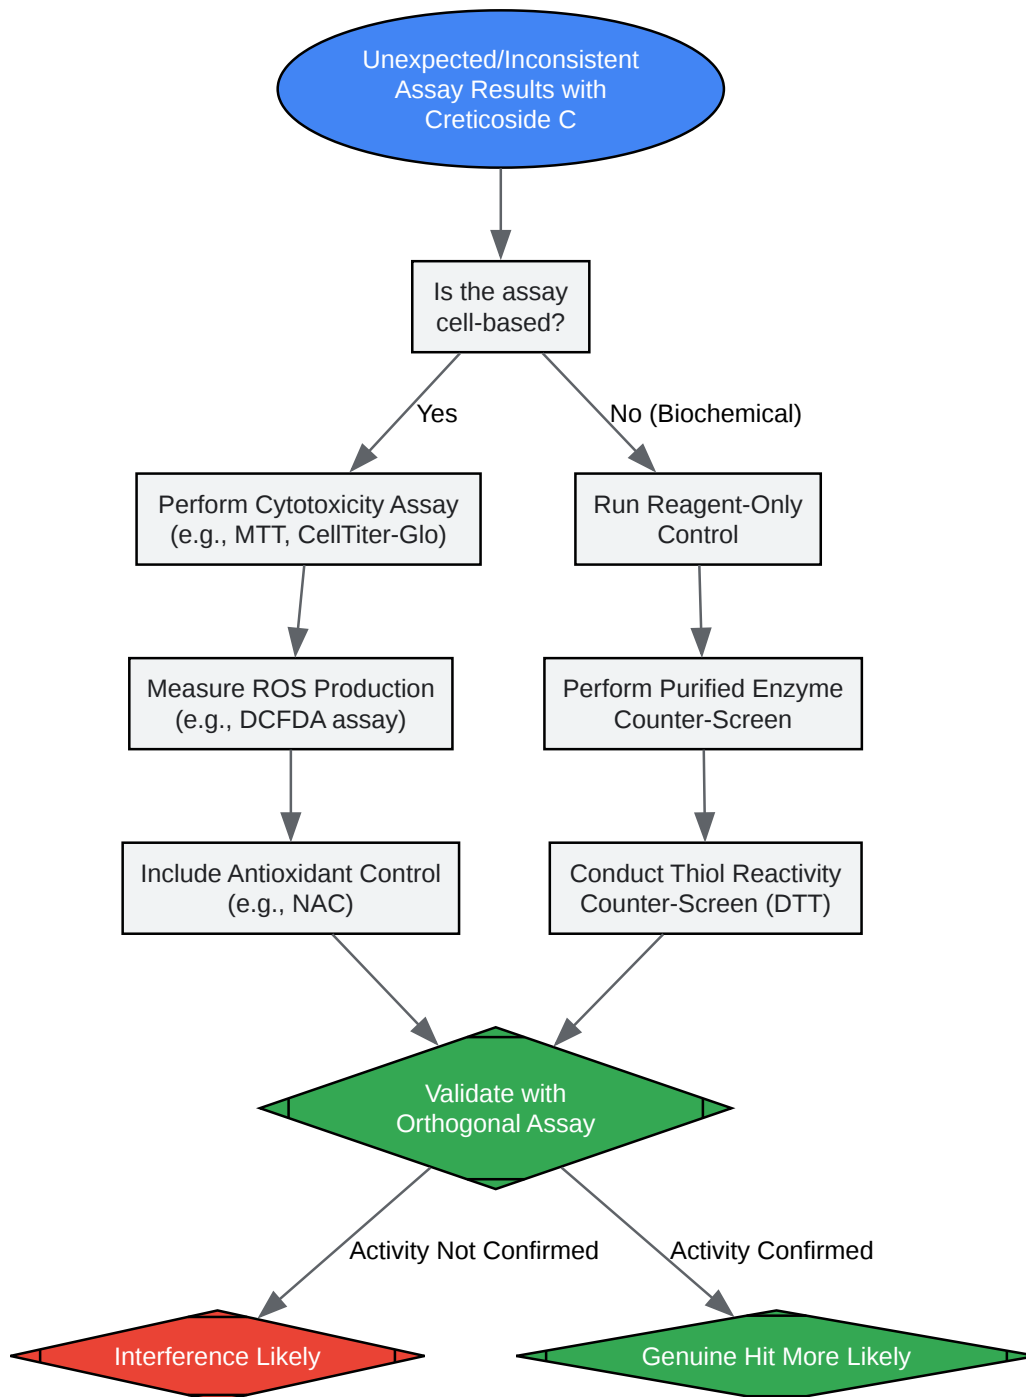 Unexpected/Inconsistent
Assay Results with
Creticoside C
Is the assay
cell-based?
Yes
No (Biochemical)
Perform Cytotoxicity Assay
(e.g., MTT, CellTiter-Glo)
Run Reagent-Only
Control
Measure ROS Production
(e.g., DCFDA assay)
Perform Purified Enzyme
Counter-Screen
Include Antioxidant Control
(e.g., NAC)
Conduct Thiol Reactivity
Counter-Screen (DTT)
Validate with
Orthogonal Assay
Activity Not Confirmed
Activity Confirmed
Interference Likely
Genuine Hit More Likely